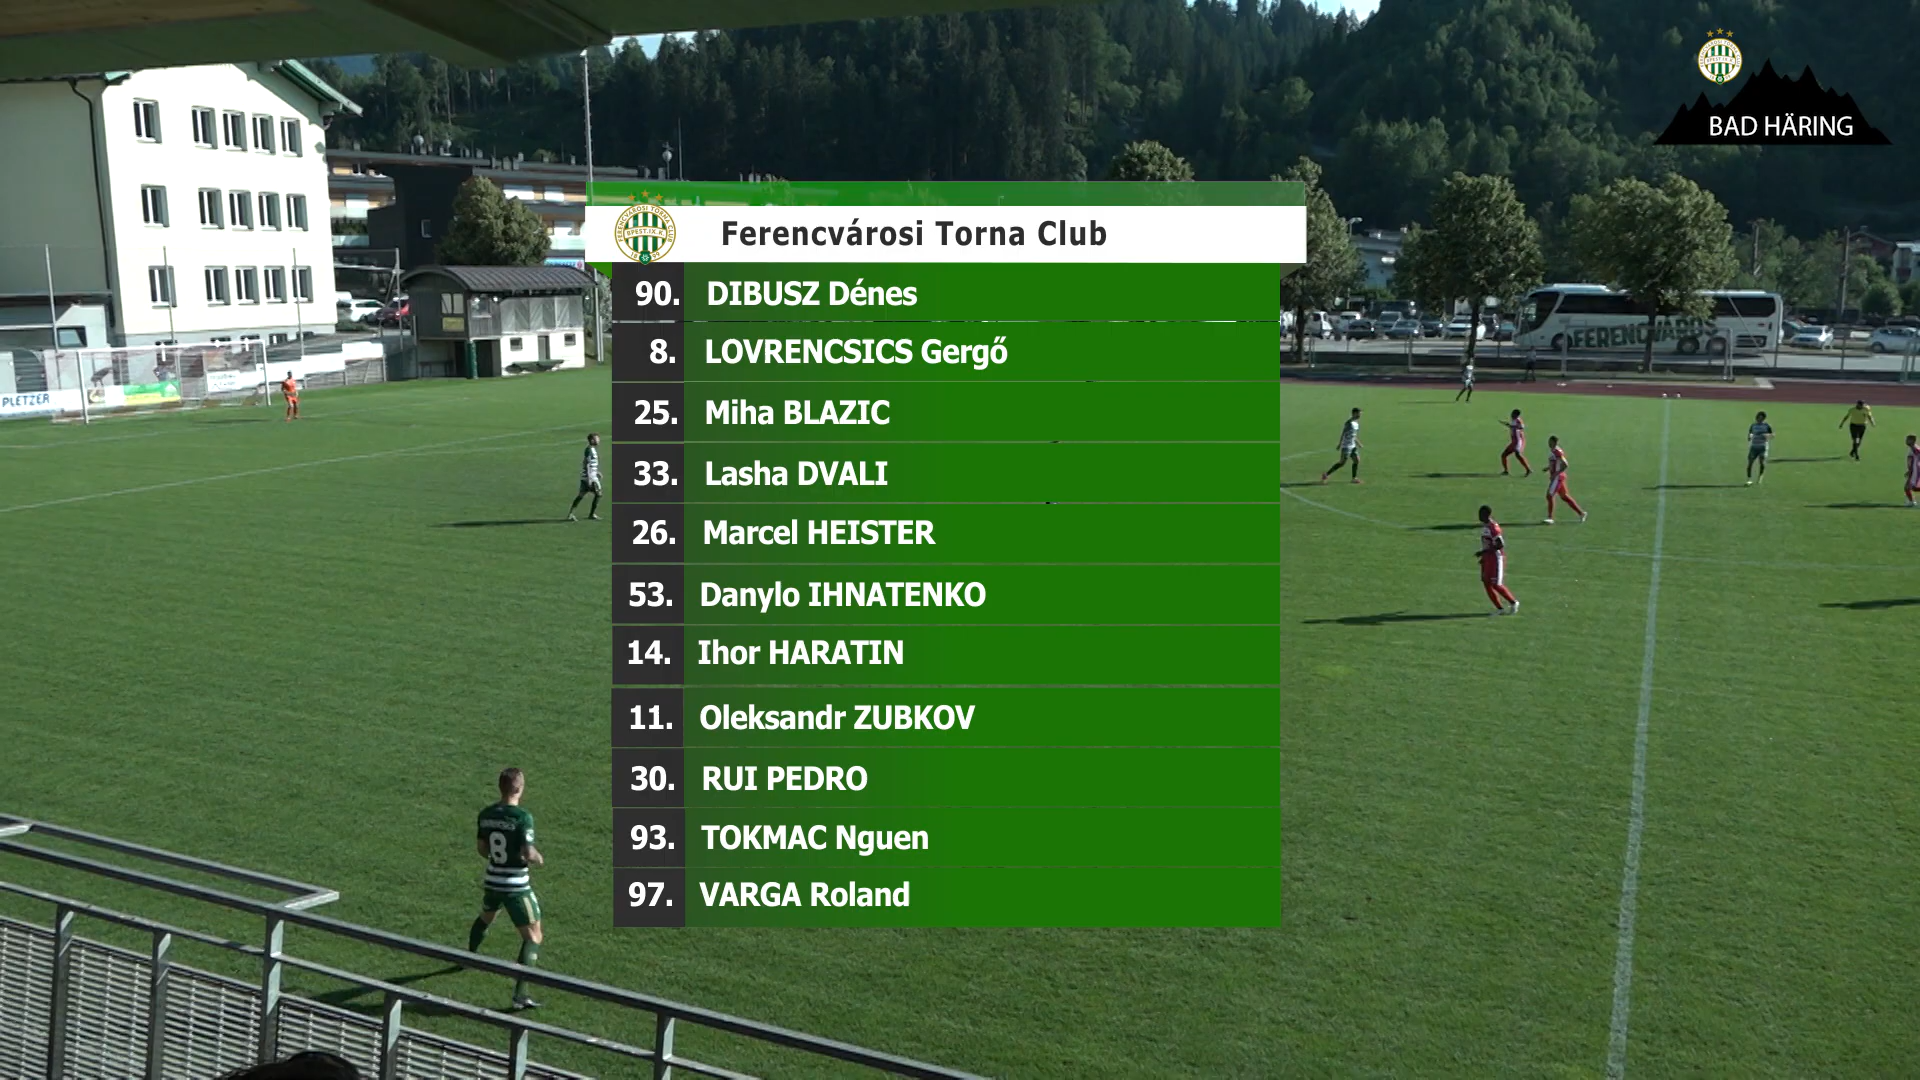 BAD HÄRING
Ferencvárosi Torna Club
90. DIBUSZ Dénes
8. LOVRENCSICS Gergő
25. Miha BLAZIC
33. Lasha DVALI
26. Marcel HEISTER
53. Danylo IHNATENKO
14. Ihor HARATIN
11. Oleksandr ZUBKOV
30. RUI PEDRO
93. TOKMAC Nguen
97. VARGA Roland
FERENCVÁROS
PLETZER
8